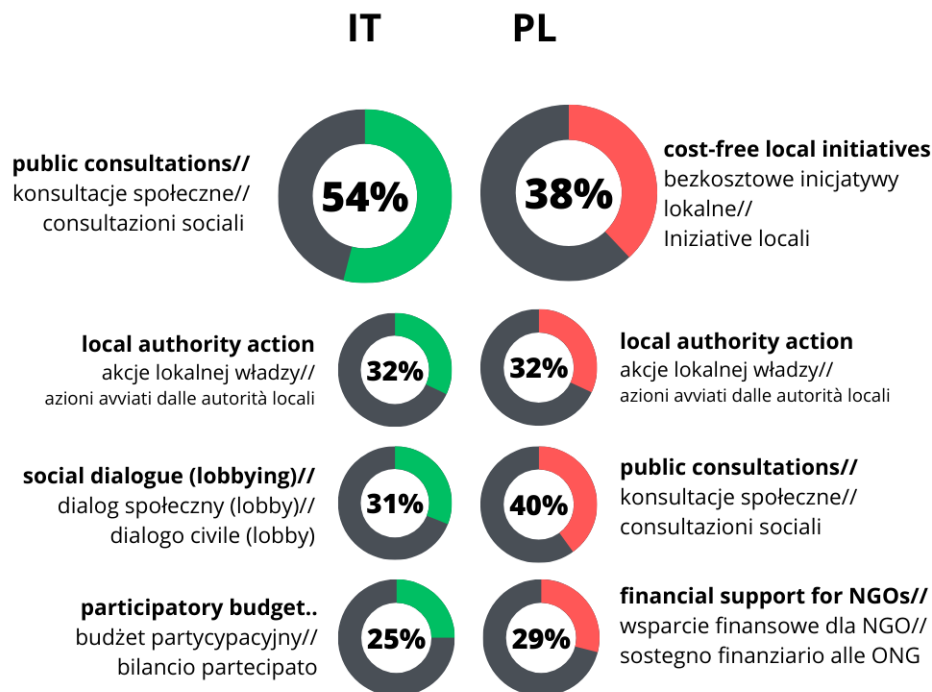 IT
PL
public consultations//
konsultacje społeczne//
consultazioni sociali
54%
38%
cost-free local initiatives
bezkosztowe inicjatywy
lokalne//
Iniziative locali
local authority action
akcje lokalnej władzy//
azioni avviati dalle autorità locali
32%
32%
local authority action
akcje lokalnej władzy//
azioni avviati dalle autorità locali
social dialogue (lobbying)//
dialog społeczny (lobby)//
dialogo civile (lobby)
31%
40%
public consultations//
konsultacje społeczne//
consultazioni sociali
participatory budget..
budżet partycypacyjny//
bilancio partecipato
25%
29%
financial support for NGOs//
wsparcie finansowe dla NGO//
sostegno finanziario alle ONG